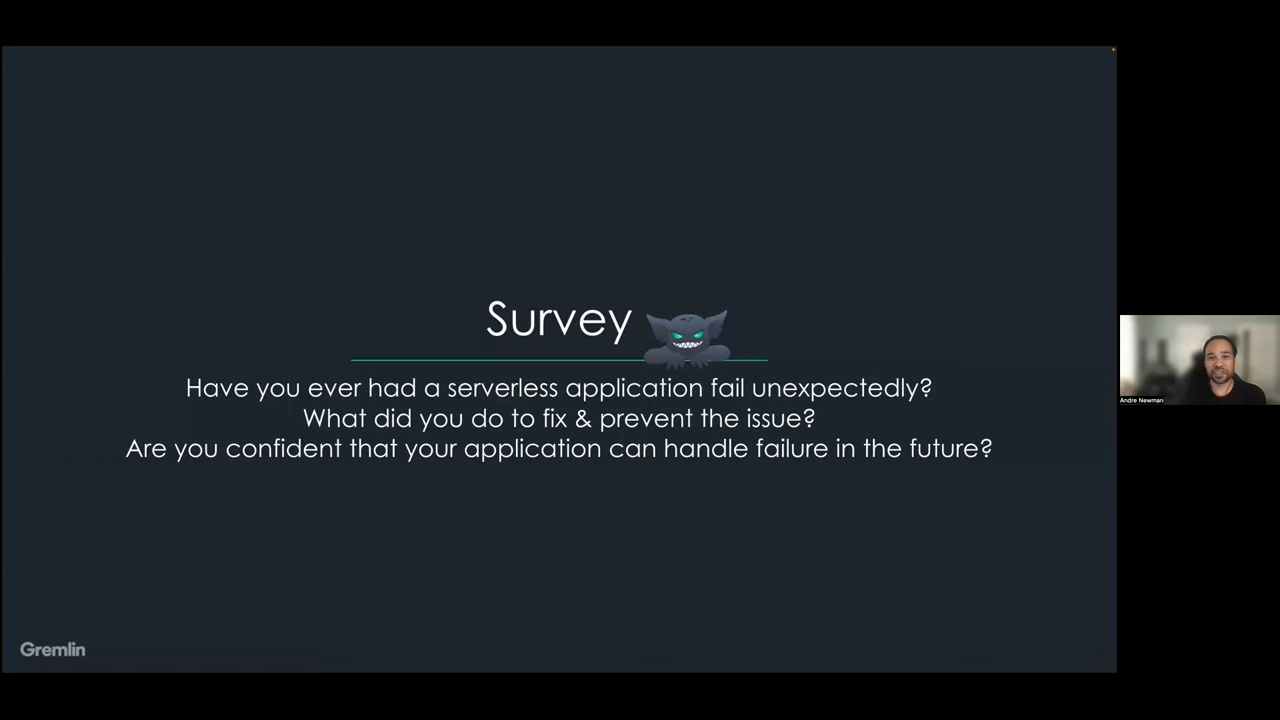 Survey
Have you ever had a serverless application fail unexpectedly?
What did you do to fix & prevent the issue?
Are you confident that your application can handle failure in the future?
Gremlin
Andre Newman